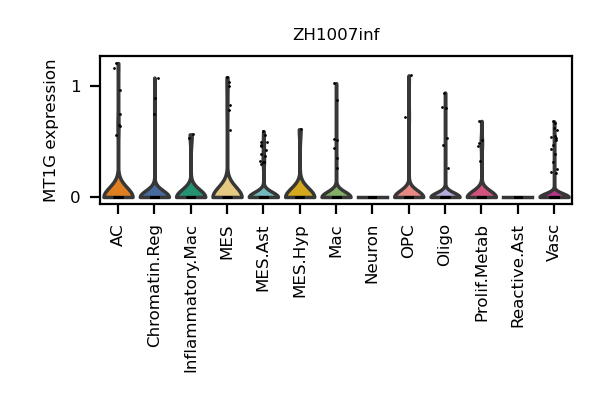 ZH1007inf
MT1G expression
1
0
AC
Chromatin.Reg
Inflammatory.Mac
MES
MES.Ast
MES.Hyp
Mac
Neuron
OPC
Oligo
Prolif.Metab
Reactive.Ast
Vasc